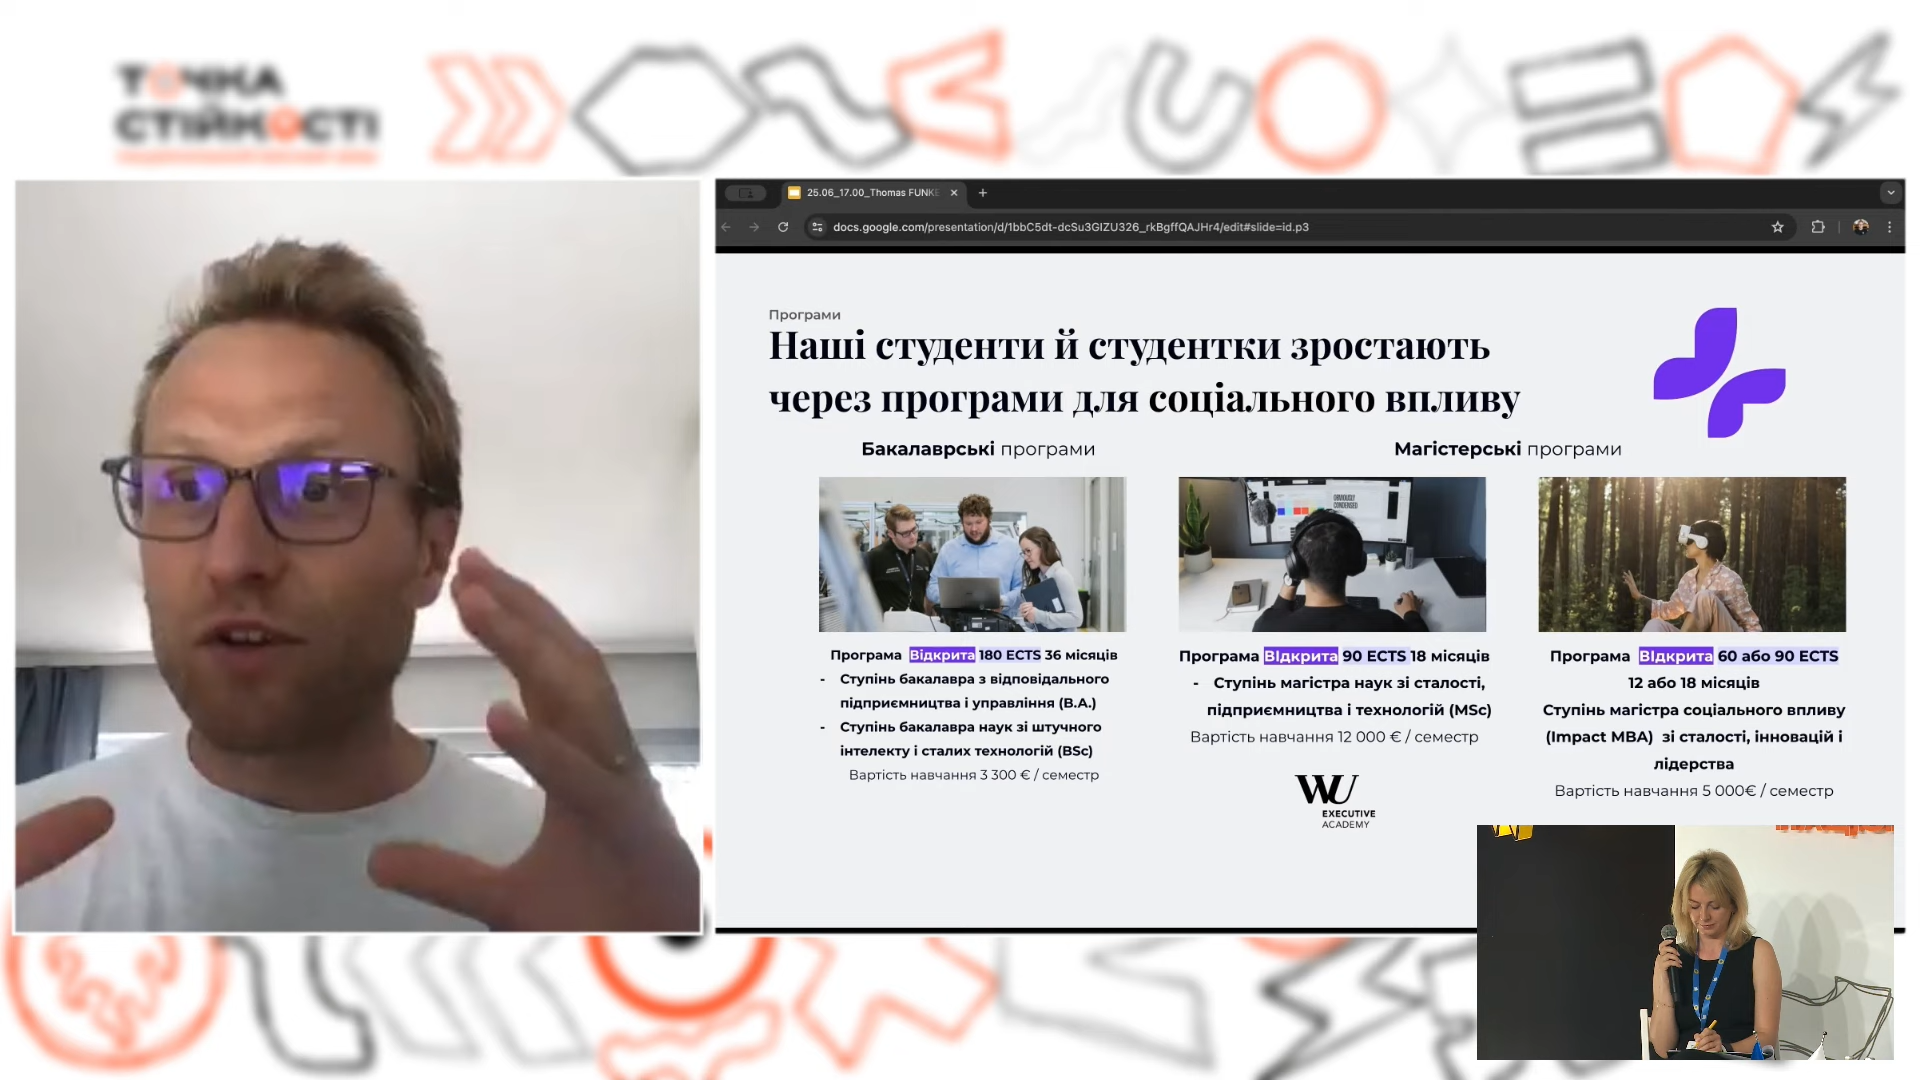 ТОЧКА
СТІЙКОСТІ
25.06_17.00_Thomas FUNKE
docs.google.com/presentation/d/1bbC5dt-dcSu3GIZU326_rkBgffQAJHr4/edit#slide=id.p3
Програми
Наші студенти й студентки зростають
через програми для соціального впливу
Бакалаврські програми
Програма Відкрита 180 ECTS 36 місяців
- Ступінь бакалавра з відповідального
підприємництва і управління (B.A.)
- Ступінь бакалавра наук зі штучного
інтелекту і сталих технологій (BSc)
Вартість навчання 3 300 € / семестр
Магістерські програми
OBVIOUSLY
CONDENSED
Програма ВІдкрита 90 ECTS 18 місяців
- Ступінь магістра наук зі сталості,
підприємництва і технологій (MSc)
Вартість навчання 12 000 € / семестр
WU
EXECUTIVE
ACADEMY
Програма ВІдкрита 60 або 90 ECTS
12 або 18 місяців
Ступінь магістра соціального впливу
(Impact MBA) зі сталості, інновацій і
лідерства
Вартість навчання 5 000€ / семестр